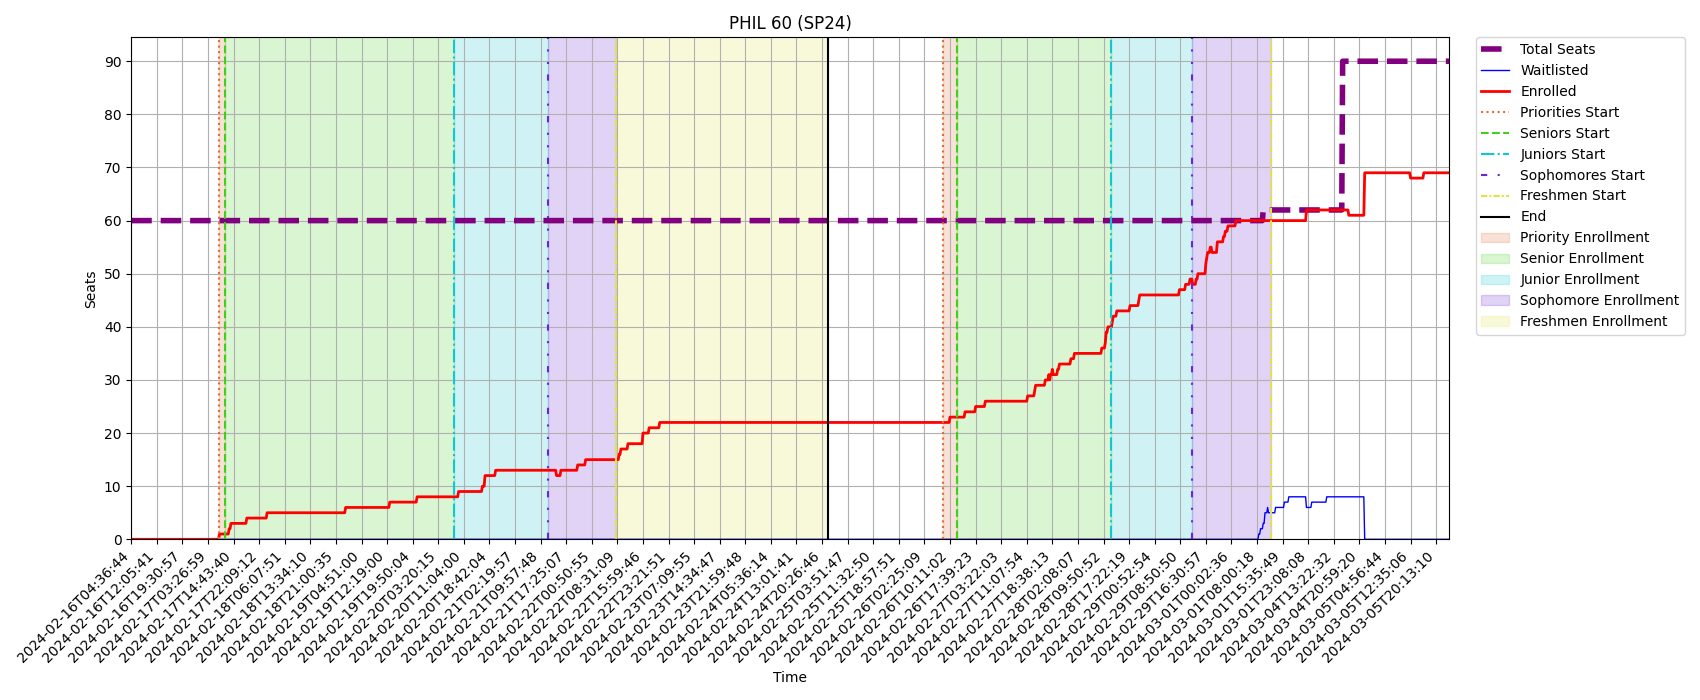 PHIL 60 (SP24)
Seats
90
80
70
60
50
40
30
20
10
0
2024-02-16T04:36:44
2024-02-16T12:05:41
2024-02-16T19:30:57
2024-02-17T03:26:59
2024-02-17T14:43:40
2024-02-17T22:09:12
2024-02-18T06:07:51
2024-02-18T13:34:10
2024-02-18T21:00:35
2024-02-19T04:51:00
2024-02-19T12:19:00
2024-02-19T19:50:04
2024-02-20T03:20:15
2024-02-20T11:04:00
2024-02-20T18:42:04
2024-02-21T02:19:57
2024-02-21T09:57:48
2024-02-21T17:25:07
2024-02-22T00:50:55
2024-02-22T08:31:09
2024-02-22T15:59:46
2024-02-22T23:21:51
2024-02-23T07:09:55
2024-02-23T14:34:47
2024-02-23T21:59:48
2024-02-24T05:36:14
2024-02-24T13:01:41
2024-02-24T20:26:46
2024-02-25T03:51:47
2024-02-25T11:32:50
2024-02-25T18:57:51
2024-02-26T02:25:09
2024-02-26T10:11:02
2024-02-26T17:39:23
2024-02-27T03:22:03
2024-02-27T11:07:54
2024-02-27T18:38:13
2024-02-28T02:08:07
2024-02-28T09:50:52
2024-02-28T17:22:19
2024-02-29T00:52:54
2024-02-29T08:50:50
2024-02-29T16:30:57
2024-03-01T00:02:36
2024-03-01T08:00:18
2024-03-01T15:35:49
2024-03-01T23:08:08
2024-03-04T13:22:32
2024-03-04T20:59:20
2024-03-05T04:56:44
2024-03-05T12:35:06
2024-03-05T20:13:10
Time
Total Seats
Waitlisted
Enrolled
Priorities Start
Seniors Start
Juniors Start
Sophomores Start
Freshmen Start
End
Priority Enrollment
Senior Enrollment
Junior Enrollment
Sophomore Enrollment
Freshmen Enrollment